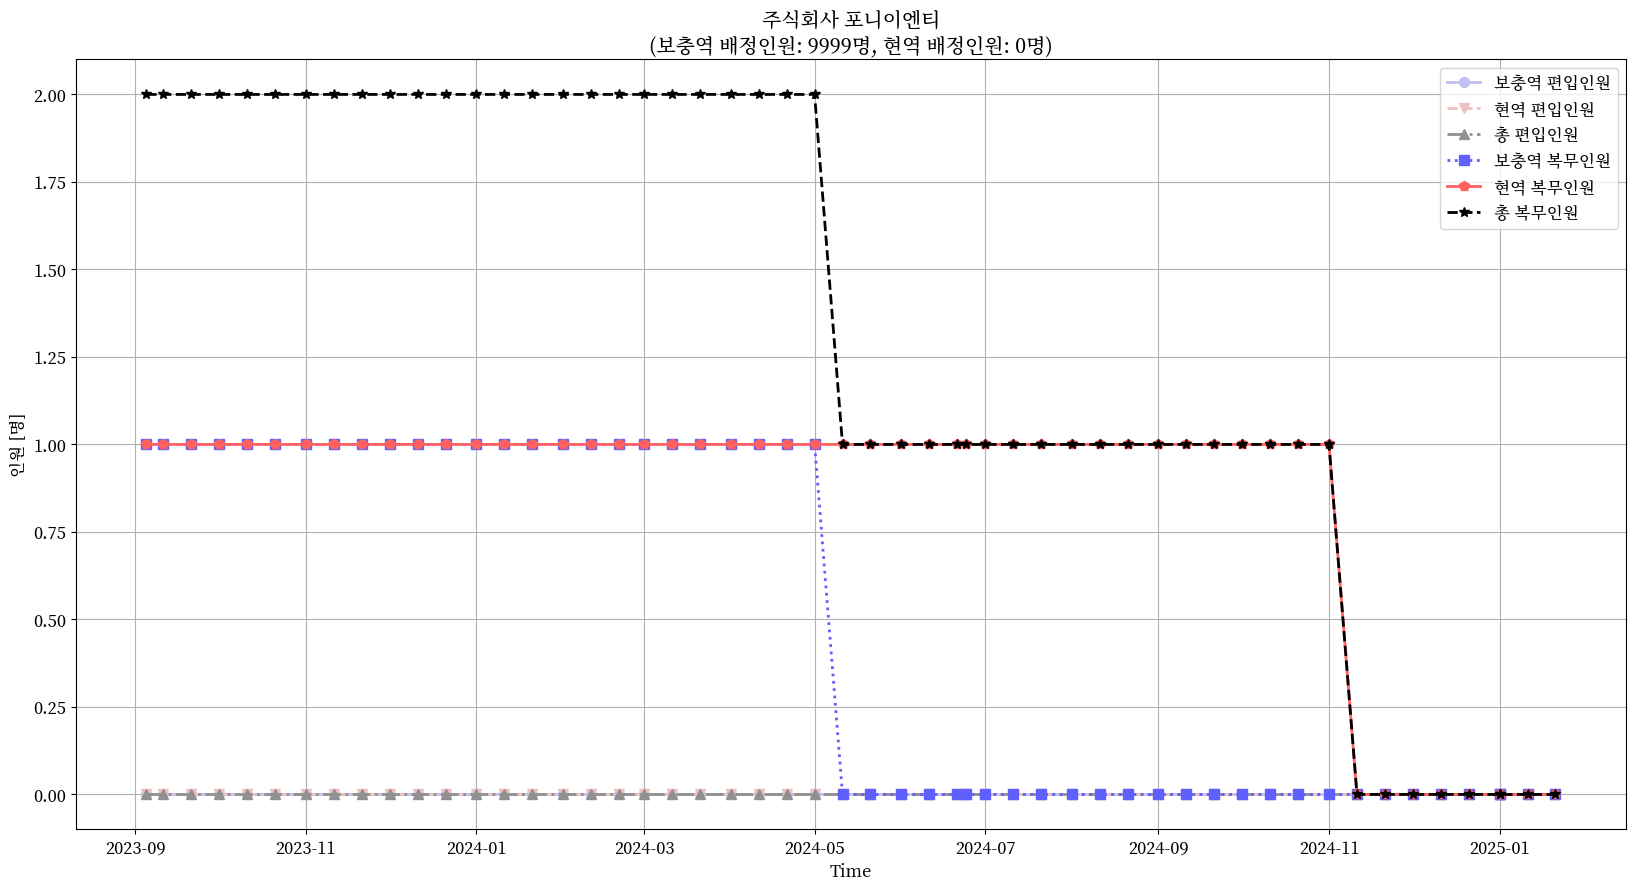 주식회사 포니이엔티
(보충역 배정인원: 9999명, 현역 배정인원: 0명)
보충역 편입인원
현역 편입인원
총 편입인원
보충역 복무인원
현역 복무인원
총 복무인원
인원 [명]
2.00
1.75
1.50
1.25
1.00
0.75
0.50
0.25
0.00
2023-09
2023-11
2024-01
2024-03
2024-05
2024-07
2024-09
2024-11
2025-01
Time